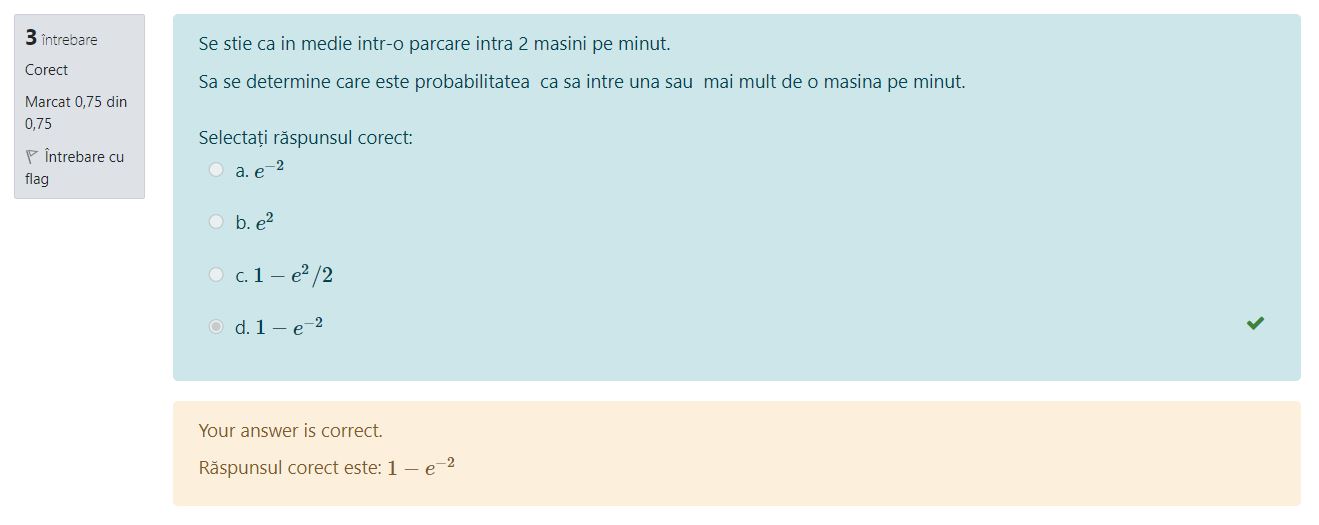 3 întrebare
Corect
Marcat 0,75 din
0,75
Întrebare cu
flag
Se stie ca in medie intr-o parcare intra 2 masini pe minut.
Sa se determine care este probabilitatea ca sa intre una sau mai mult de o masina pe minut.
Selectați răspunsul corect:
a. e⁻²
b. e²
c. 1 − e²/2
d. 1 − e⁻²
Your answer is correct.
Răspunsul corect este: 1 − e⁻²